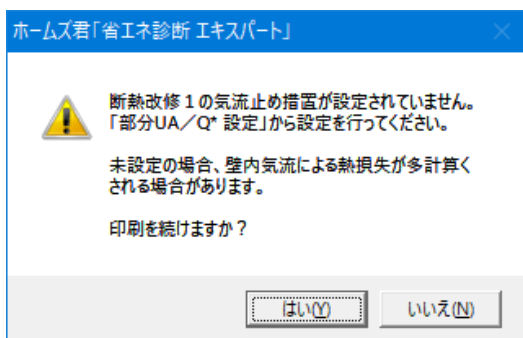 ホームズ君「省エネ診断 エキスパート」
断熱改修１の気流止め措置が設定されていません。
「部分UA／Q* 設定」から設定を行ってください。
未設定の場合、壁内気流による熱損失が多計算く
される場合があります。
印刷を続けますか？
はい(Y)
いいえ(N)